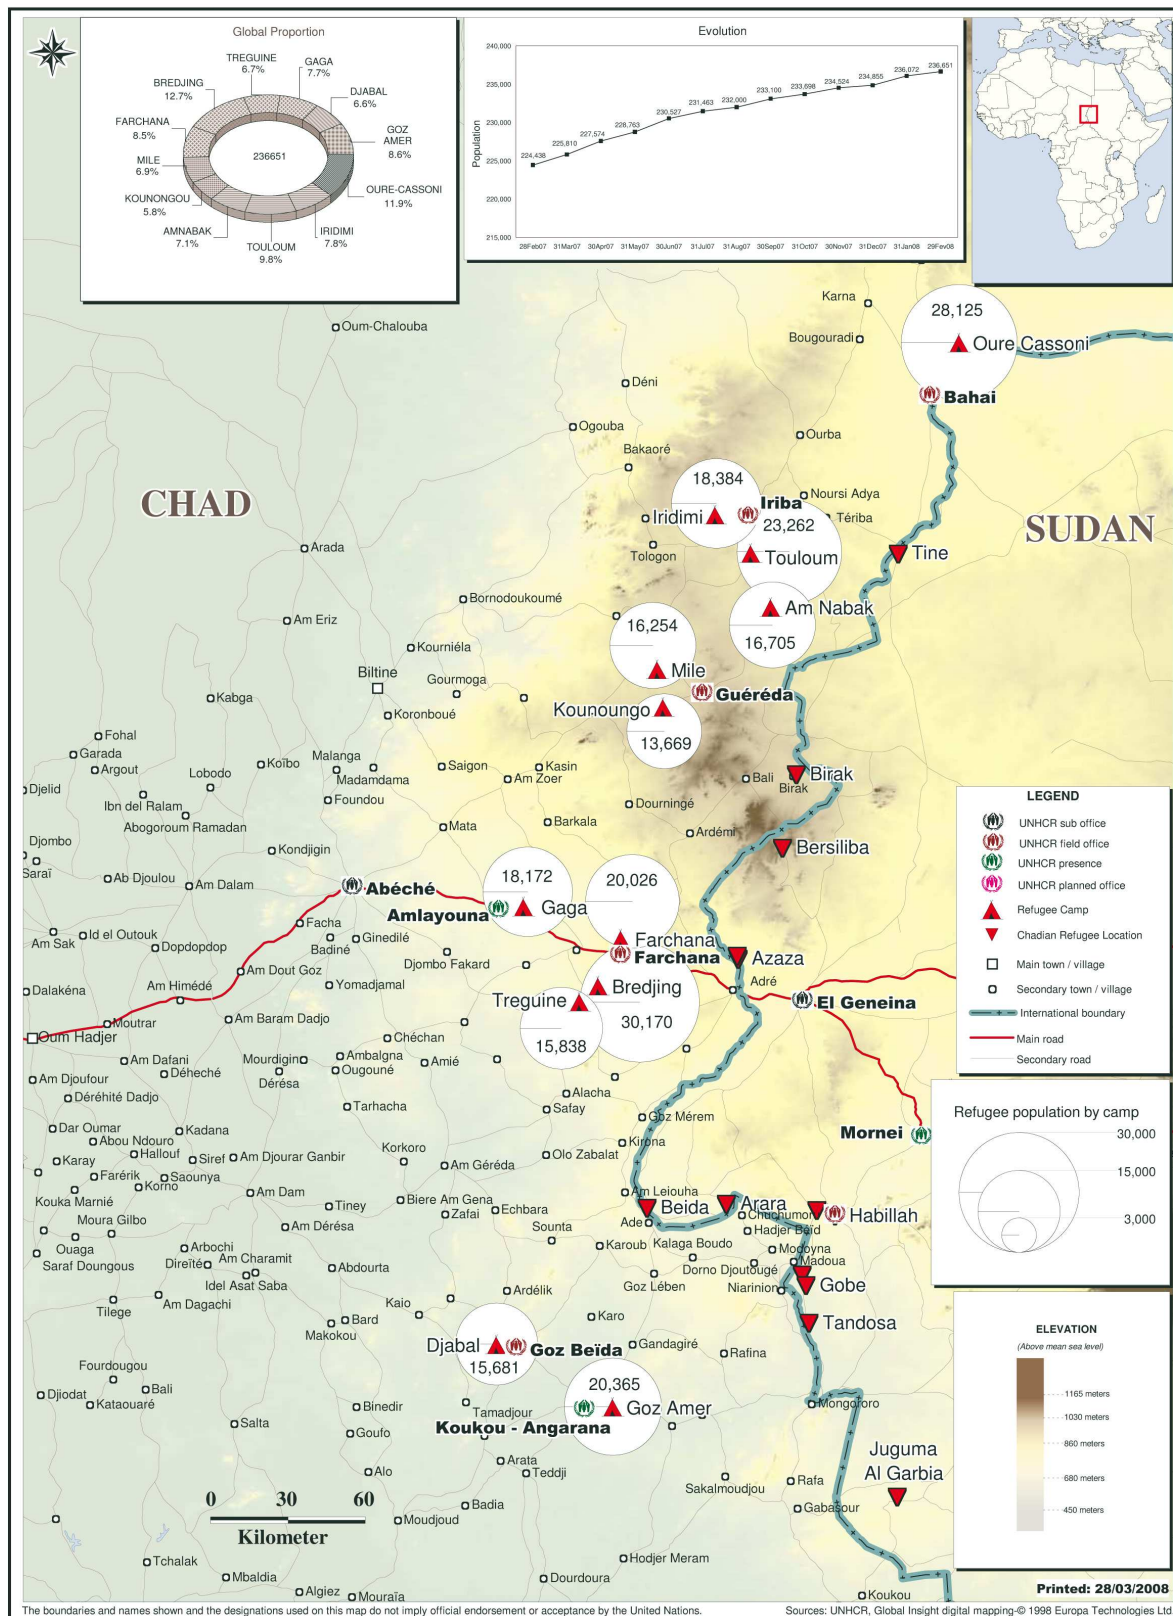 Global Proportion
TREGUINE
6.7%
GAGA
7.7%
BREDJING
12.7%
DJABAL
6.6%
FARCHANA
8.5%
GOZ
AMER
8.6%
MILE
6.9%
236651
KOUNONGOU
5.8%
OURE-CASSONI
11.9%
AMNABAK
7.1%
TOULOUM
9.8%
IRIDIMI
7.8%
Evolution
Population
240,000
235,000
230,000
225,000
220,000
215,000
224,438
225,810
227,574
228,763
230,527
231,463
232,000
233,100
233,698
234,524
234,855
236,072
236,651
28Feb07 31Mar07 30Apr07 31May07 30Jun07 31Jul07 31Aug07 30Sep07 31Oct07 30Nov07 31Dec07 31Jan08 29Fev08
Karna
28,125
Oum-Chalouba
Bougouradi
Oure Cassoni
Déni
Bahai
Ogouba
Ourba
Bakaoré
18,384
CHAD
Noursi Adya
Iriba
Iridimi
Tériba
23,262
SUDAN
Arada
Tologon
Touloum
Tine
Bornodoukoumé
Am Nabak
Am Eriz
16,254
16,705
Kourniéla
Biltine
Mile
Gourmoga
Guéréda
Kabga
Kounoungo
Koronboué
Fohal
13,669
Garada
Malanga
Koïbo
Argout
Lobodo
Madamdama
Saigon
Kasin
Am Zoer
Bali
Birak
Birak
Djelid
Ibn del Ralam
Foundou
Dourningé
Abogoroum Ramadan
Mata
Barkala
Ardémi
Djombo
Kondjigin
Bersiliba
Saraï
Ab Djoulou
Am Dalam
Abéché
18,172
20,026
Amlayouna
Gaga
Facha
Am Sak
Id el Outouk
Dopdopdop
Badiné
Ginedilé
Farchana
Farchana
Djombo Fakard
Azaza
Am Dout Goz
Adré
Dalakéna
Am Himédé
Yomadjamal
Bredjing
Treguine
El Geneina
Moutrar
Am Baram Dadjo
30,170
Oum Hadjer
Chéchan
15,838
Am Dafani
Mourdigin
Ambalgna
Amié
Am Djoufour
Déheché
Dérésa
Ougouné
Déréhité Dadjo
Tarhacha
Alacha
Safay
Goz Mérem
Dar Oumar
Kadana
Mornei
Abou Ndouro
Kirona
Karay
Hallouf
Siref
Am Djourar Ganbir
Korkoro
Olo Zabalat
Farérik
Saounya
Am Géréda
Korno
Kouka Marnié
Am Dam
Tiney
Biere Am Gena
Am Leiouha
Zafai
Echbara
Beida
Arara
Habillah
Moura Gilbo
Am Dérésa
Sounta
Ade
Chuchumor
Hadjer Beïd
Ouaga
Arbochi
Karoub
Kalaga Boudo
Modoyna
Saraf Doungous
Direïté
Am Charamit
Abdourta
Dorno Djoutougé
Madoua
Idel Asat Saba
Goz Lében
Niarinion
Gobe
Tilege
Am Dagachi
Kaio
Ardélik
Makokou
Bard
Karo
Tandosa
Djabal
Goz Beïda
Gandagiré
15,681
Rafina
Fourdougou
20,365
Djiodat
Bali
Kataouaré
Binedir
Tamadjour
Goz Amer
Mongororo
Salta
Goufo
Koukou - Angarana
Juguma
Al Garbia
Alo
Arata
Teddji
Sakalmoudjou
Rafa
0 30 60
Kilometer
Badia
Gabasour
Moudjoud
Tchalak
Hodjer Meram
Mbaldia
Dourdoura
Algiez
Mouraïa
Koukou
LEGEND
UNHCR sub office
UNHCR field office
UNHCR presence
UNHCR planned office
Refugee Camp
Chadian Refugee Location
Main town / village
Secondary town / village
International boundary
Main road
Secondary road
Refugee population by camp
30,000
15,000
3,000
ELEVATION
(Above mean sea level)
1165 meters
1030 meters
860 meters
680 meters
450 meters
Printed: 28/03/2008
The boundaries and names shown and the designations used on this map do not imply official endorsement or acceptance by the United Nations.
Sources: UNHCR, Global Insight digital mapping-© 1998 Europa Technologies Ltd